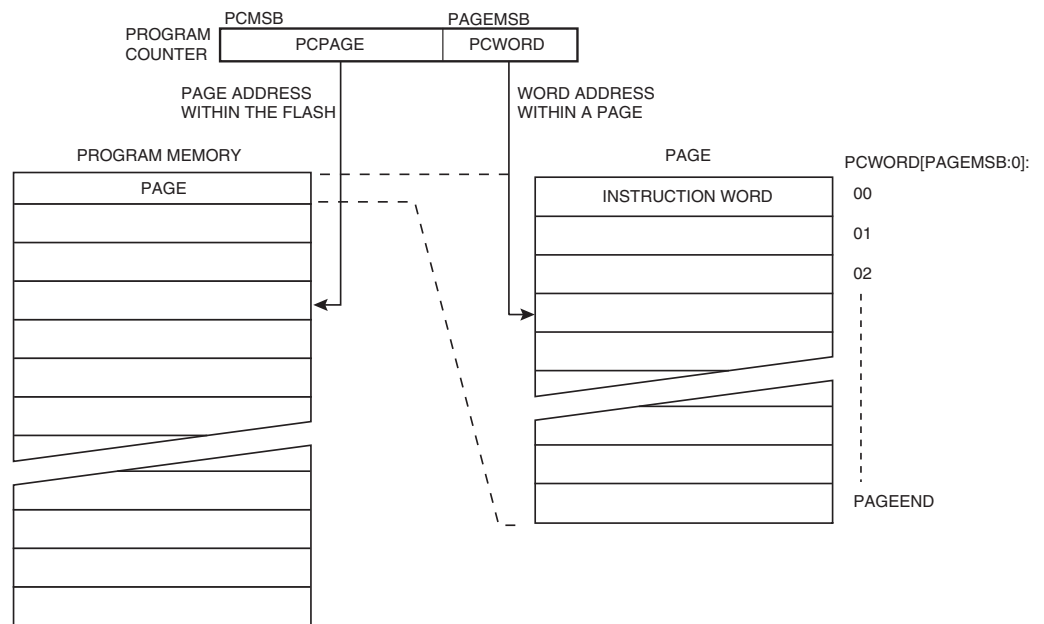 PCMSB
PAGEMSB
PROGRAM
COUNTER
PCPAGE
PCWORD
PAGE ADDRESS
WITHIN THE FLASH
WORD ADDRESS
WITHIN A PAGE
PROGRAM MEMORY
PAGE
PAGE
INSTRUCTION WORD
PCWORD[PAGEMSB:0]:
00
01
02
PAGEEND